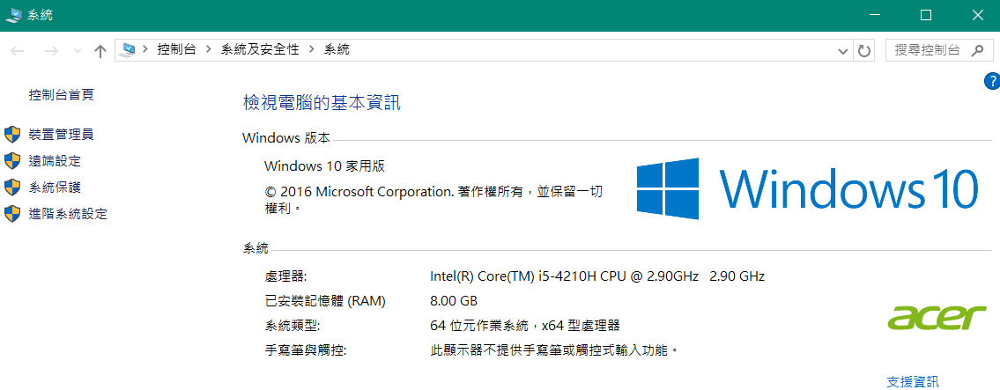 系統
控制台 系統及安全性 系統
搜尋控制台
?
控制台首頁
裝置管理員
遠端設定
系統保護
進階系統設定
檢視電腦的基本資訊
Windows 版本
Windows 10 家用版
© 2016 Microsoft Corporation. 著作權所有，並保留一切
權利。
Windows 10
系統
處理器: Intel(R) Core(TM) i5-4210H CPU @ 2.90GHz 2.90 GHz
已安裝記憶體 (RAM) 8.00 GB
系統類型: 64 位元作業系統，x64 型處理器
手寫筆與觸控: 此顯示器不提供手寫筆或觸控式輸入功能。
acer
支援資訊